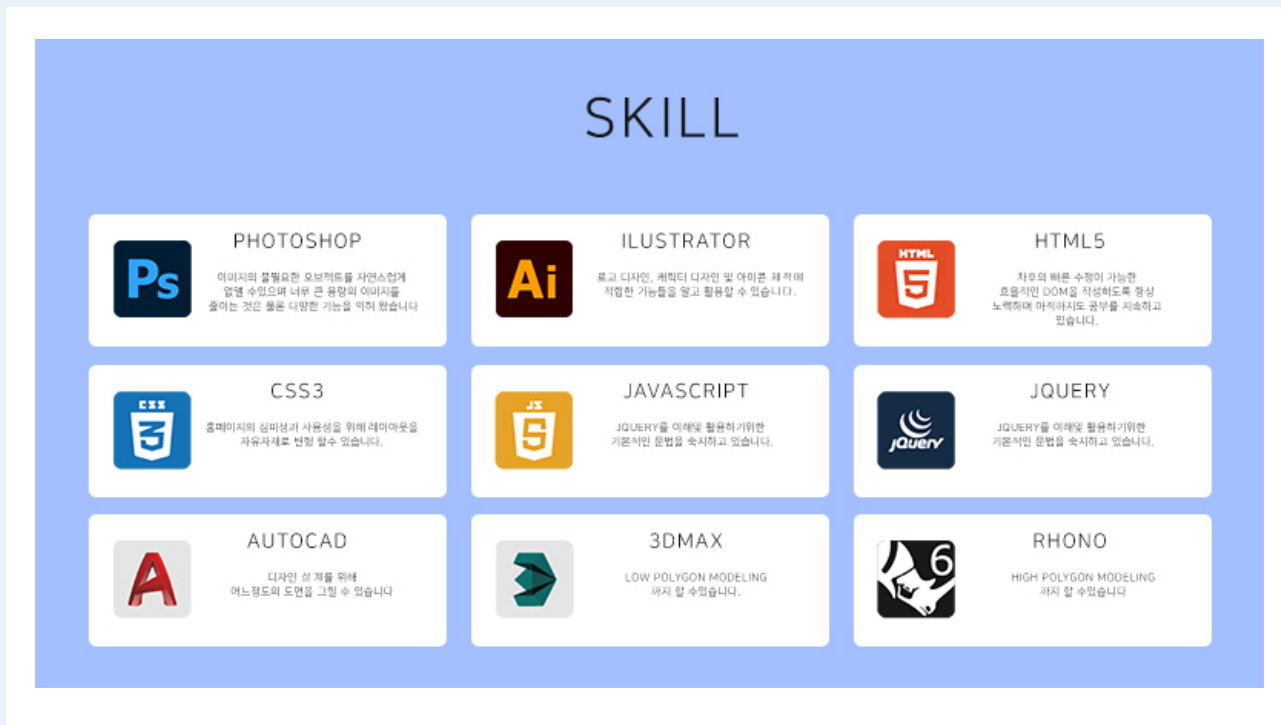 SKILL
PHOTOSHOP
Ps
이미지의 불필요한 오브젝트를 자연스럽게
없앨 수있으며 너무 큰 용량의 이미지를
줄이는 것은 물론 다양한 기능을 익혀 왔습니다
ILUSTRATOR
Ai
로고 디자인, 캐릭터 디자인 및 아이콘 제작에
적합한 기능들을 알고 활용할 수 있습니다.
HTML5
HTML
5
차후의 빠른 수정이 가능한
효율적인 DOM을 작성하도록 항상
노력하며 아직까지도 공부를 지속하고
있습니다.
CSS3
CSS
3
홈페이지의 심미성과 사용성을 위해 레이아웃을
자유자재로 변형 할수 있습니다.
JAVASCRIPT
JS
5
JQUERY를 이해및 활용하기위한
기본적인 문법을 숙지하고 있습니다.
JQUERY
jQuery
JQUERY를 이해및 활용하기위한
기본적인 문법을 숙지하고 있습니다.
AUTOCAD
A
디자인 설계를 위해
어느정도의 도면을 그릴 수 있습니다
3DMAX
LOW POLYGON MODELING
까지 할 수있습니다.
RHONO
6
HIGH POLYGON MODELING
까지 할 수있습니다